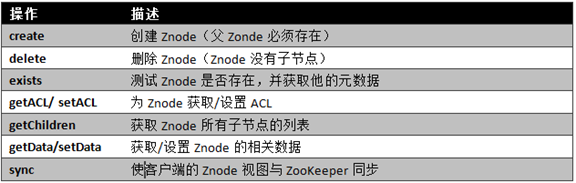 操作 描述
create 创建 Znode（父 Zonde 必须存在）
delete 删除 Znode（Znode 没有子节点）
exists 测试 Znode 是否存在，并获取他的元数据
getACL/ setACL 为 Znode 获取/设置 ACL
getChildren 获取 Znode 所有子节点的列表
getData/setData 获取/设置 Znode 的相关数据
sync 使客户端的 Znode 视图与 ZooKeeper 同步